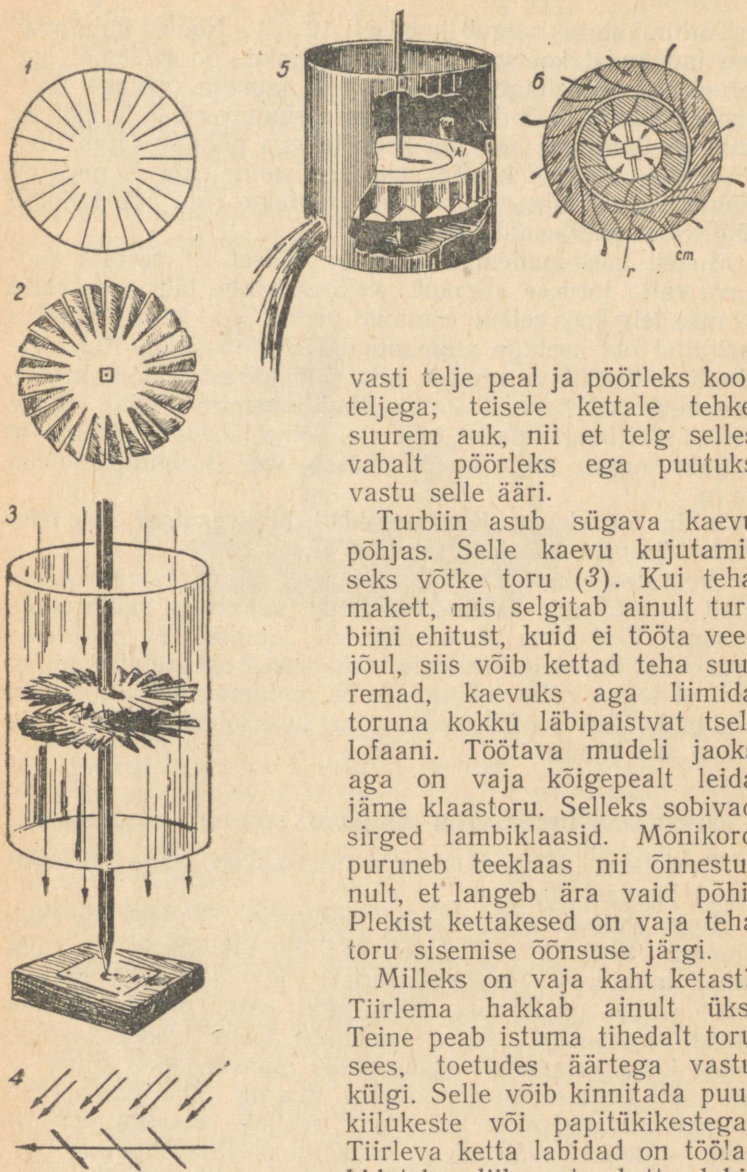 1
5
6
kl
r
cm
2
3
4
vasti telje peal ja pöörleks koo
teljega; teisele kettale tehke
suurem auk, nii et telg selles
vabalt pöörleks ega puutuks
vastu selle ääri.
Turbiin asub sügava kaevu
põhjas. Selle kaevu kujutami
seks võtke toru (3). Kui teha
makett, mis selgitab ainult tur
biini ehitust, kuid ei tööta vee
jõul, siis võib kettad teha suu
remad, kaevuks aga liimida
toruna kokku läbipaistvat tsel
lofaani. Töötava mudeli jaoks
aga on vaja kõigepealt leida
jäme klaastoru. Selleks sobivad
sirged lambiklaasid. Mõnikord
puruneb teeklaas nii õnnestu
nult, et langeb ära vaid põhi
Plekist kettakesed on vaja teha
toru sisemise õõnsuse järgi.
Milleks on vaja kaht ketast?
Tiirlema hakkab ainult üks
Teine peab istuma tihedalt toru
sees, toetudes äärtega vastu
külgi. Selle võib kinnitada puu
kiilukeste või papitükikestega
Tiirleva ketta labidad on tööla